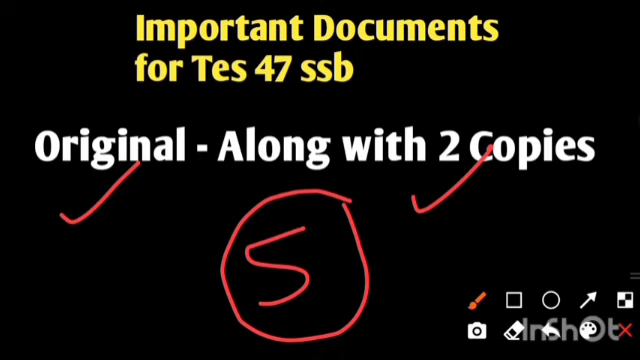 Important Documents
for Tes 47 ssb
Original - Along with 2 Copies
5
InShOt